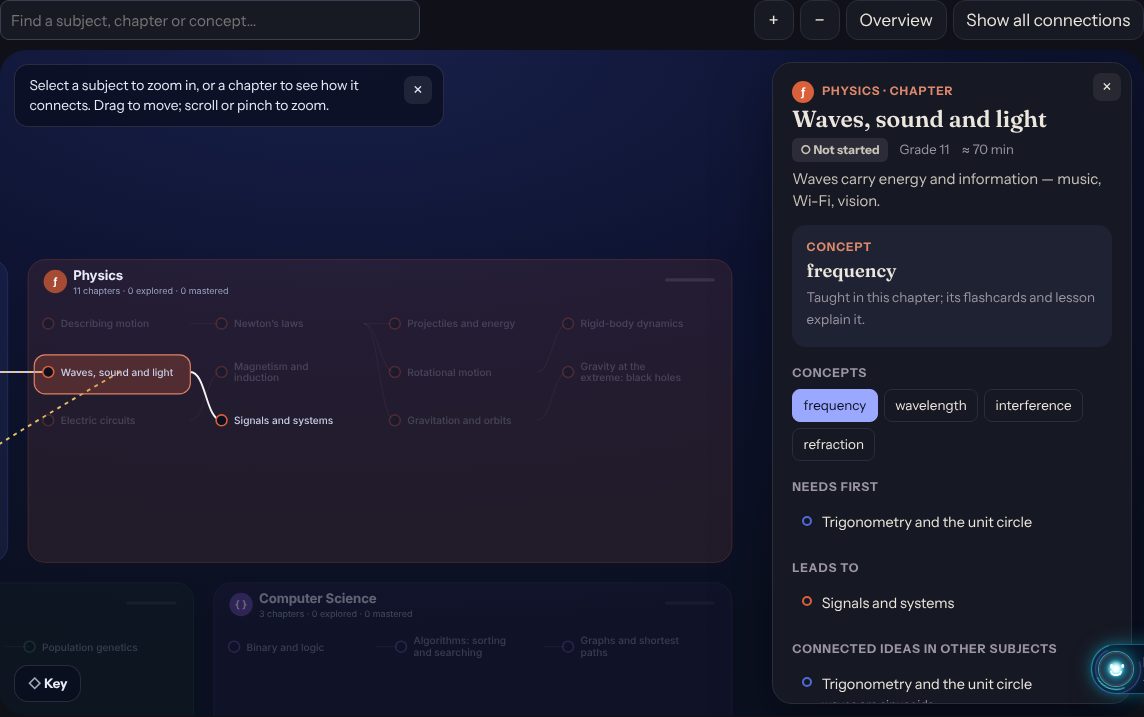 Find a subject, chapter or concept...
+
−
Overview
Show all connections
Select a subject to zoom in, or a chapter to see how it
connects. Drag to move; scroll or pinch to zoom.
×
Physics
11 chapters · 0 explored · 0 mastered
Describing motion
Newton's laws
Projectiles and energy
Rigid-body dynamics
Waves, sound and light
Magnetism and
induction
Rotational motion
Gravity at the
extreme: black holes
Electric circuits
Signals and systems
Gravitation and orbits
{ } Computer Science
3 chapters · 0 explored · 0 mastered
Population genetics
Binary and logic
Algorithms: sorting
and searching
Graphs and shortest
paths
◇ Key
PHYSICS · CHAPTER
×
Waves, sound and light
Not started
Grade 11
≈ 70 min
Waves carry energy and information — music,
Wi-Fi, vision.
CONCEPT
frequency
Taught in this chapter; its flashcards and lesson
explain it.
CONCEPTS
frequency
wavelength
interference
refraction
NEEDS FIRST
Trigonometry and the unit circle
LEADS TO
Signals and systems
CONNECTED IDEAS IN OTHER SUBJECTS
Trigonometry and the unit circle